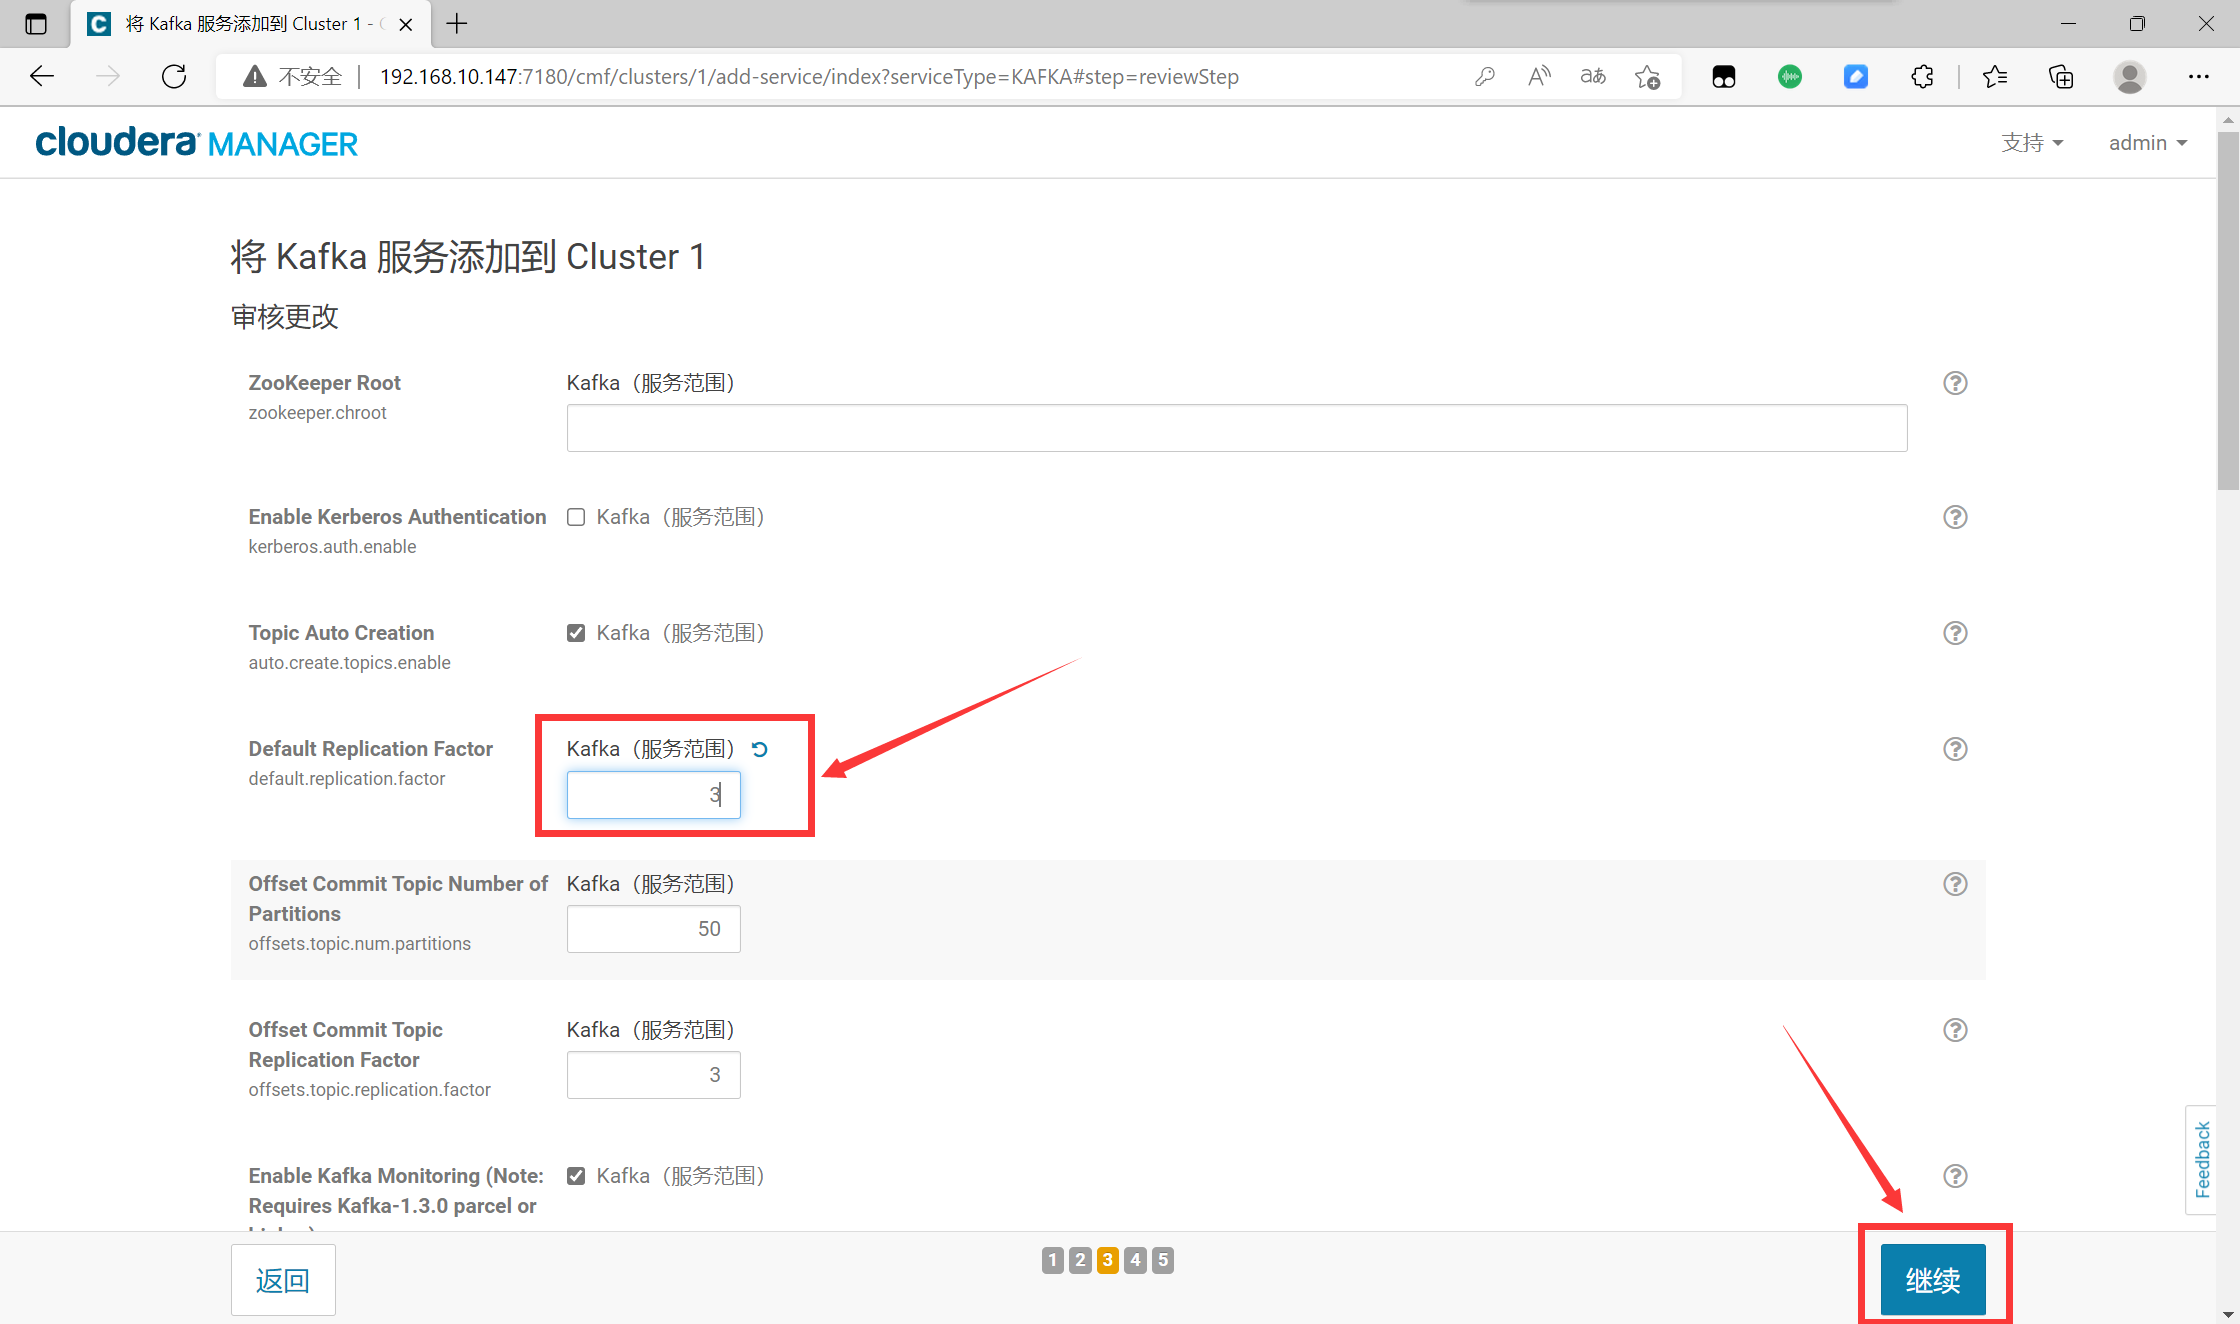 将 Kafka 服务添加到 Cluster 1 -
不安全
192.168.10.147:7180/cmf/clusters/1/add-service/index?serviceType=KAFKA#step=reviewStep
cloudera MANAGER
支持
admin
将 Kafka 服务添加到 Cluster 1
审核更改
ZooKeeper Root
zookeeper.chroot
Kafka（服务范围）
Enable Kerberos Authentication
kerberos.auth.enable
Kafka（服务范围）
Topic Auto Creation
auto.create.topics.enable
Kafka（服务范围）
Default Replication Factor
default.replication.factor
Kafka（服务范围）
3
Offset Commit Topic Number of
Partitions
offsets.topic.num.partitions
Kafka（服务范围）
50
Offset Commit Topic
Replication Factor
offsets.topic.replication.factor
Kafka（服务范围）
3
Enable Kafka Monitoring (Note:
Requires Kafka-1.3.0 parcel or
Kafka（服务范围）
Feedback
返回
1 2 3 4 5
继续